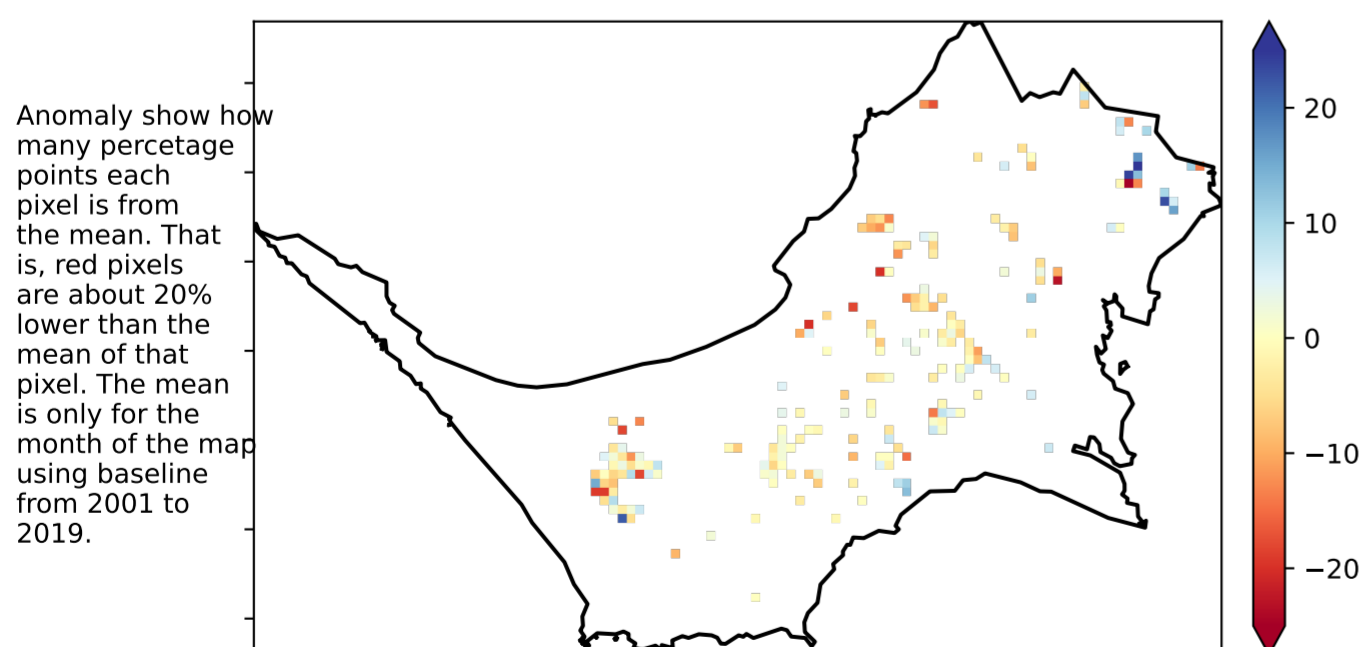 Anomaly show how
many percetage
points each
pixel is from
the mean. That
is, red pixels
are about 20%
lower than the
mean of that
pixel. The mean
is only for the
month of the map
using baseline
from 2001 to
2019.
20
10
0
−10
−20